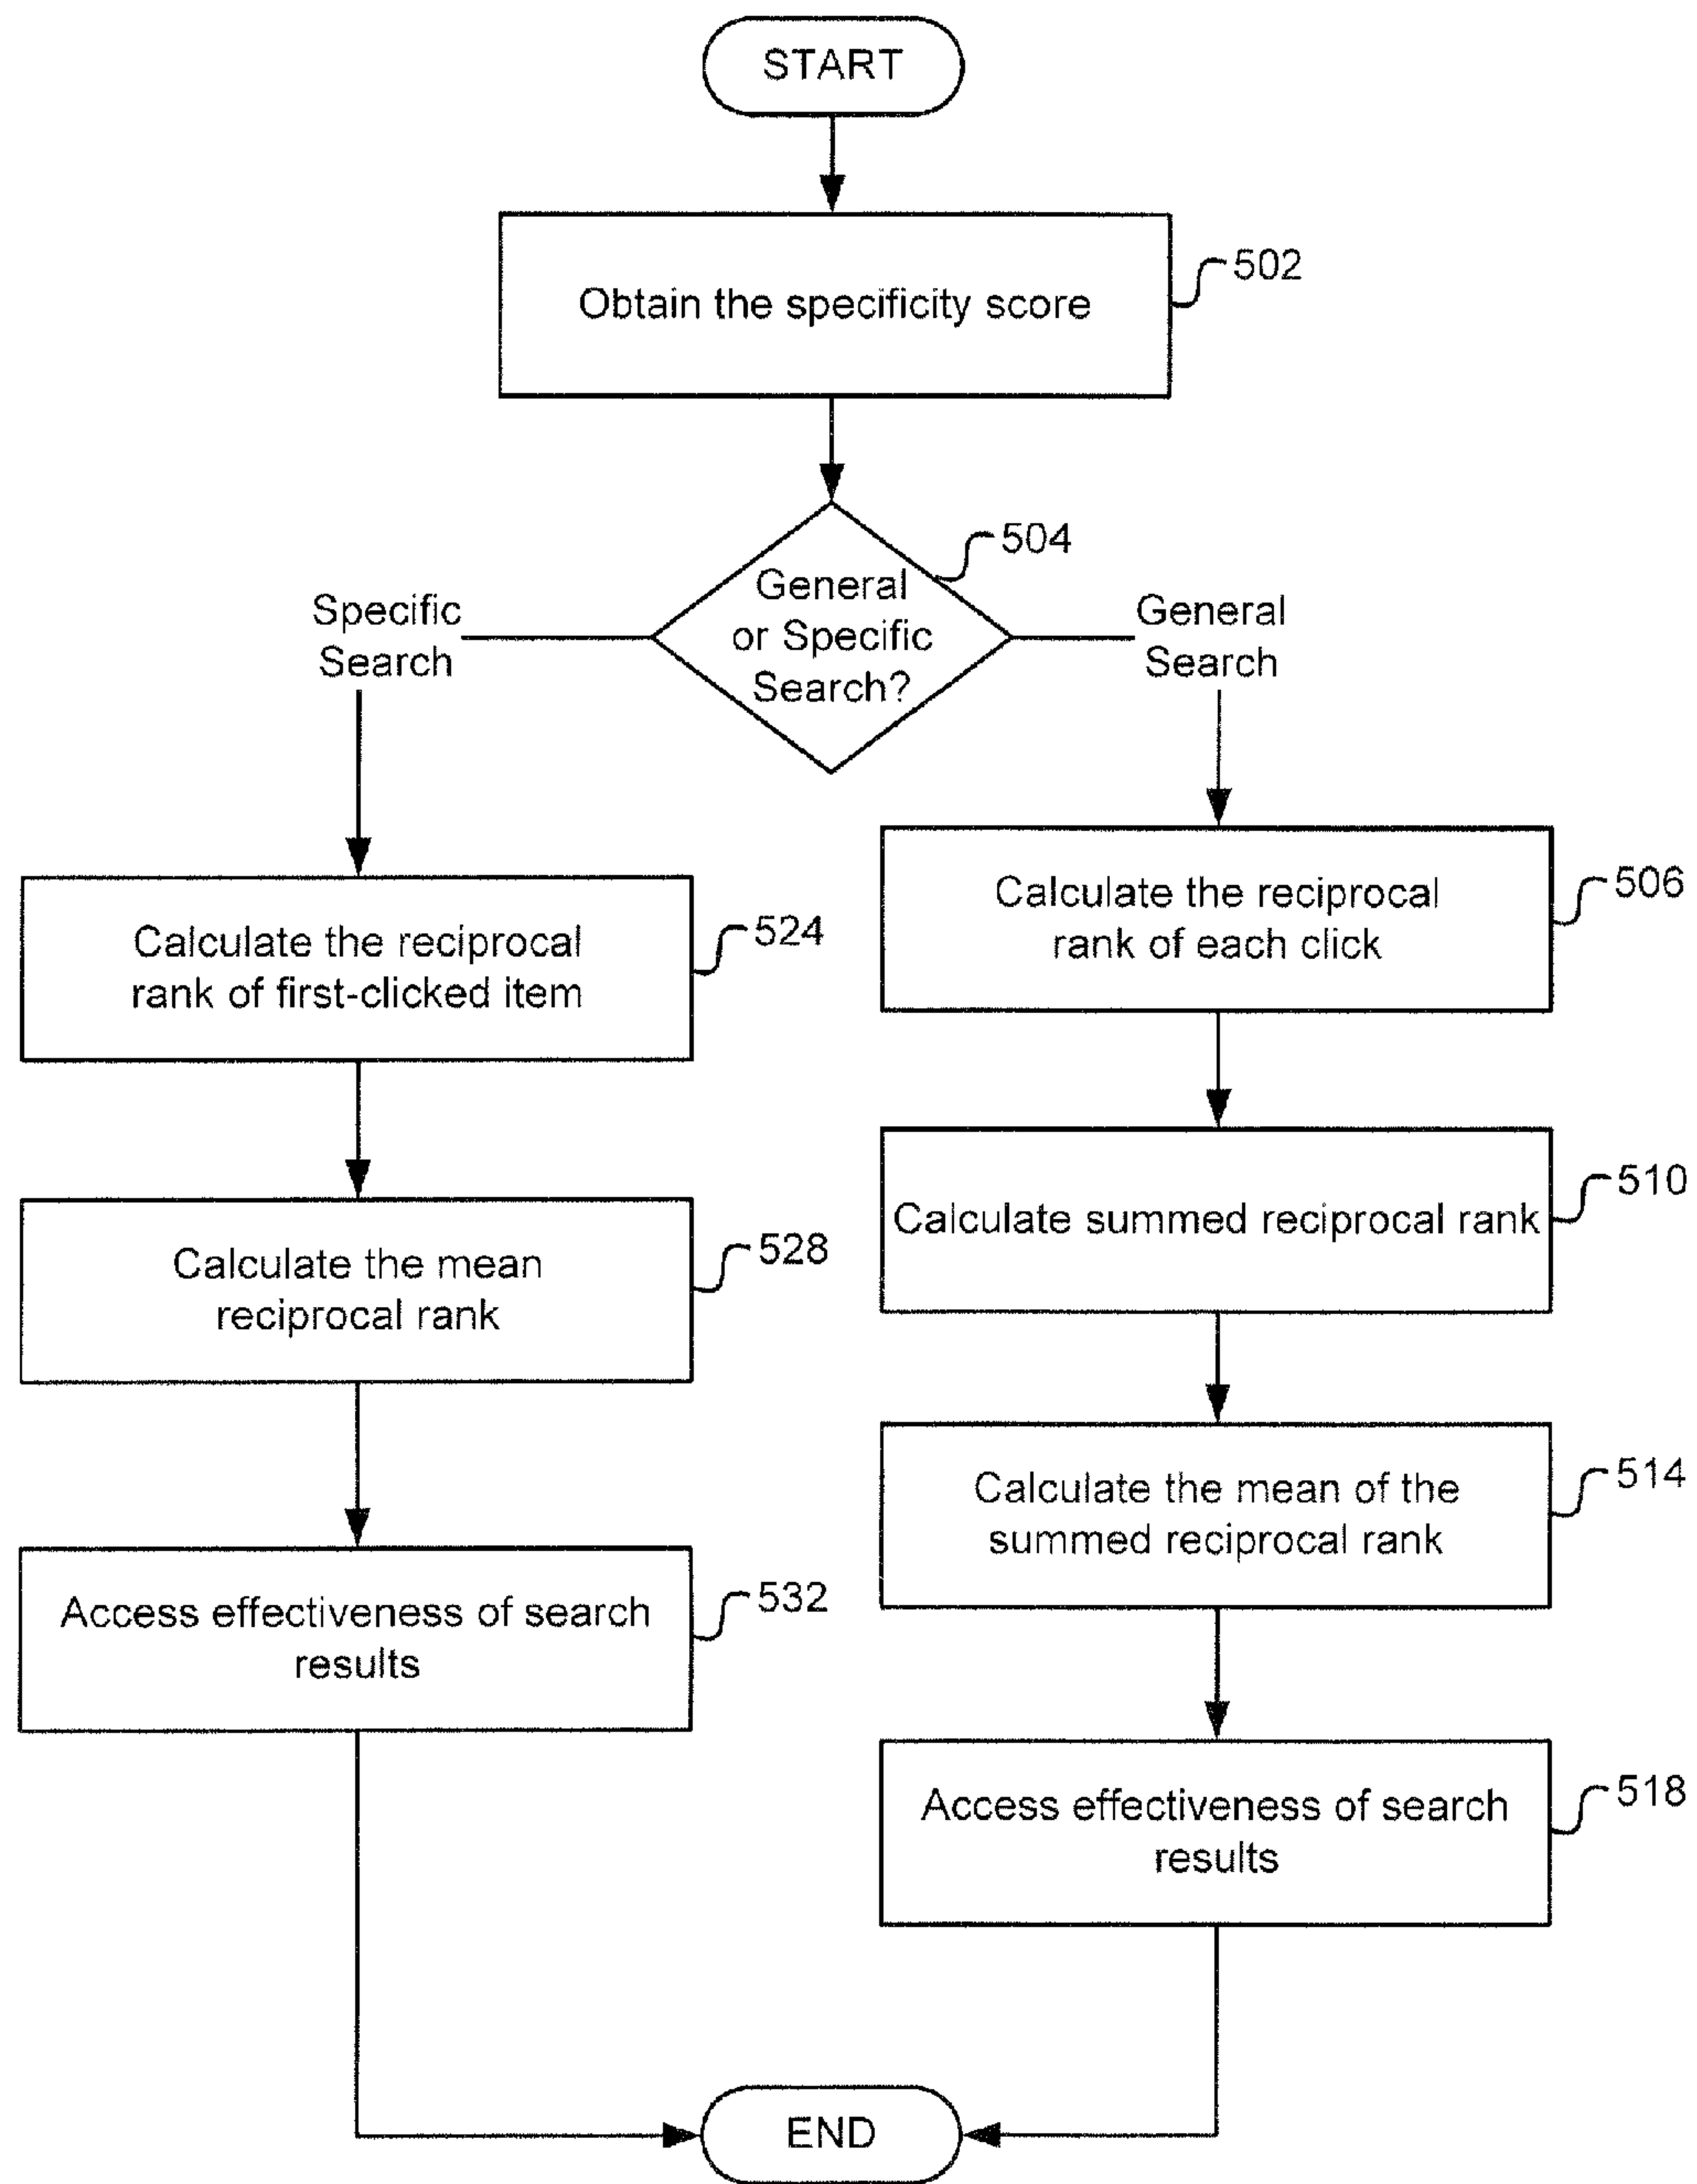 START
Obtain the specificity score
502
504
General
or Specific
Search?
Specific
Search
General
Search
Calculate the reciprocal
rank of first-clicked item
524
Calculate the reciprocal
rank of each click
506
Calculate the mean
reciprocal rank
528
Calculate summed reciprocal rank
510
Calculate the mean of the
summed reciprocal rank
514
Access effectiveness of search
results
532
Access effectiveness of search
results
518
END